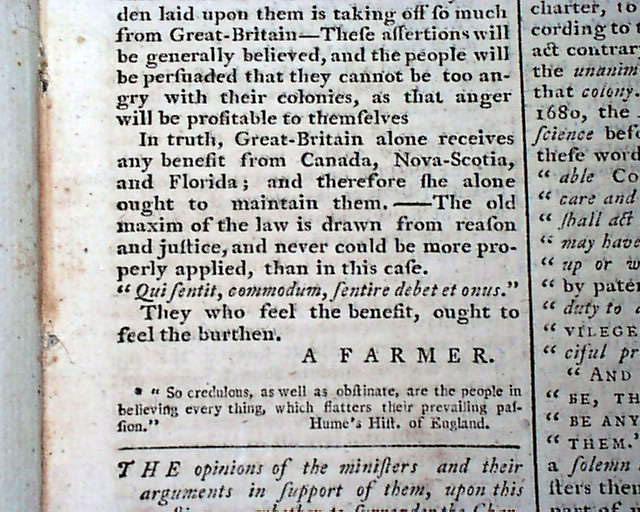 den laid upon them is taking off ſo much
from Great-Britain—Theſe aſſertions will
be generally believed, and the people will
be perſuaded that they cannot be too an-
gry with their colonies, as that anger
will be profitable to themſelves
In truth, Great-Britain alone receives
any benefit from Canada, Nova-Scotia,
and Florida; and therefore ſhe alone
ought to maintain them.——The old
maxim of the law is drawn from reaſon
and juſtice, and never could be more pro-
perly applied, than in this caſe.
“ Qui ſentit, commodum, ſentire debet et onus.”
They who feel the benefit, ought to
feel the burthen.
A FARMER.
* “ So credulous, as well as obſtinate, are the people in
believing every thing, which flatters their prevailing paſ-
ſion.” Hume's Hiſt. of England.
THE opinions of the miniſters and their
arguments in ſupport of them, upon this
charter, to
cording to
act contrar
the unanim
that colony.
1680, the
ſcience befo
theſe word
“ able Co
“ care and
“ ſhall act
“ may have
“ up or w
“ by pate
“ duty to
“ VILEGE
“ ciful pr
“ AND
“ BE, TH
“ BE ANY
“ THEM.”
a ſolemn
ſters them
part of